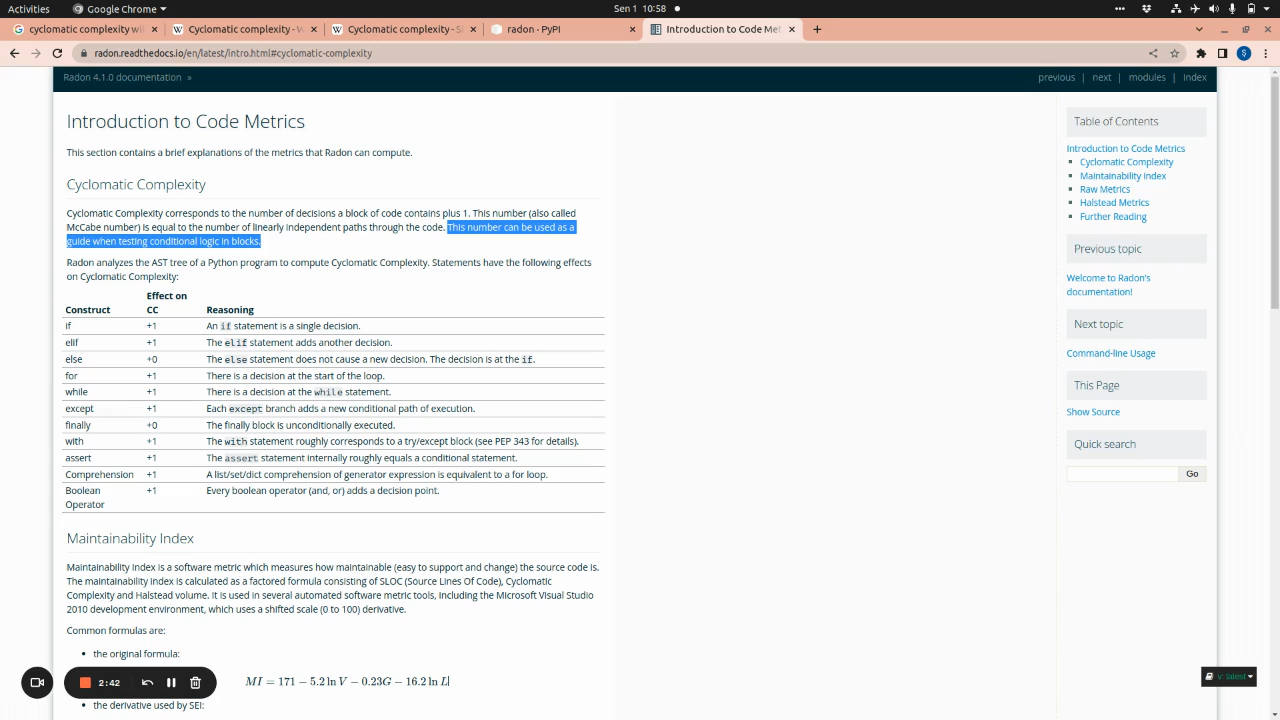 Activities
Google Chrome
Sen 1 10:58
cyclomatic complexity wil
Cyclomatic complexity - W
Cyclomatic complexity - Si
radon · PyPI
Introduction to Code Met
radon.readthedocs.io/en/latest/intro.html#cyclomatic-complexity
Radon 4.1.0 documentation »
previous | next | modules | index
Introduction to Code Metrics
This section contains a brief explanations of the metrics that Radon can compute.
Cyclomatic Complexity
Cyclomatic Complexity corresponds to the number of decisions a block of code contains plus 1. This number (also called
McCabe number) is equal to the number of linearly independent paths through the code. This number can be used as a
guide when testing conditional logic in blocks.
Radon analyzes the AST tree of a Python program to compute Cyclomatic Complexity. Statements have the following effects
on Cyclomatic Complexity:
Construct Effect on CC Reasoning
if +1 An if statement is a single decision.
elif +1 The elif statement adds another decision.
else +0 The else statement does not cause a new decision. The decision is at the if.
for +1 There is a decision at the start of the loop.
while +1 There is a decision at the while statement.
except +1 Each except branch adds a new conditional path of execution.
finally +0 The finally block is unconditionally executed.
with +1 The with statement roughly corresponds to a try/except block (see PEP 343 for details).
assert +1 The assert statement internally roughly equals a conditional statement.
Comprehension +1 A list/set/dict comprehension of generator expression is equivalent to a for loop.
Boolean Operator +1 Every boolean operator (and, or) adds a decision point.
Maintainability Index
Maintainability Index is a software metric which measures how maintainable (easy to support and change) the source code is.
The maintainability index is calculated as a factored formula consisting of SLOC (Source Lines Of Code), Cyclomatic
Complexity and Halstead volume. It is used in several automated software metric tools, including the Microsoft Visual Studio
2010 development environment, which uses a shifted scale (0 to 100) derivative.
Common formulas are:
• the original formula:
MI = 171 − 5.2 ln V − 0.23G − 16.2 ln L
• the derivative used by SEI:
2:42
Table of Contents
Introduction to Code Metrics
Cyclomatic Complexity
Maintainability Index
Raw Metrics
Halstead Metrics
Further Reading
Previous topic
Welcome to Radon's
documentation!
Next topic
Command-line Usage
This Page
Show Source
Quick search
Go
v: latest